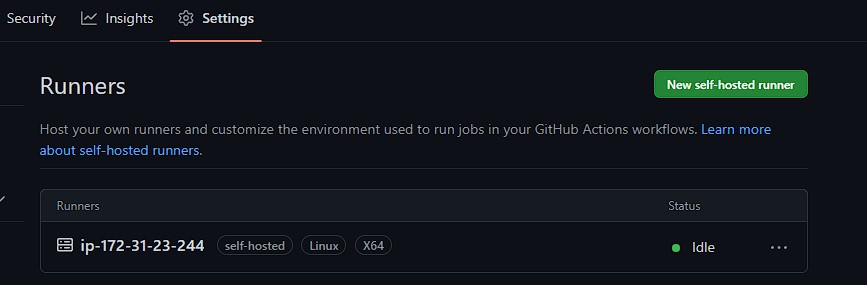 Security Insights Settings
Runners
New self-hosted runner
Host your own runners and customize the environment used to run jobs in your GitHub Actions workflows. Learn more
about self-hosted runners.
Runners Status
ip-172-31-23-244 self-hosted Linux X64 Idle